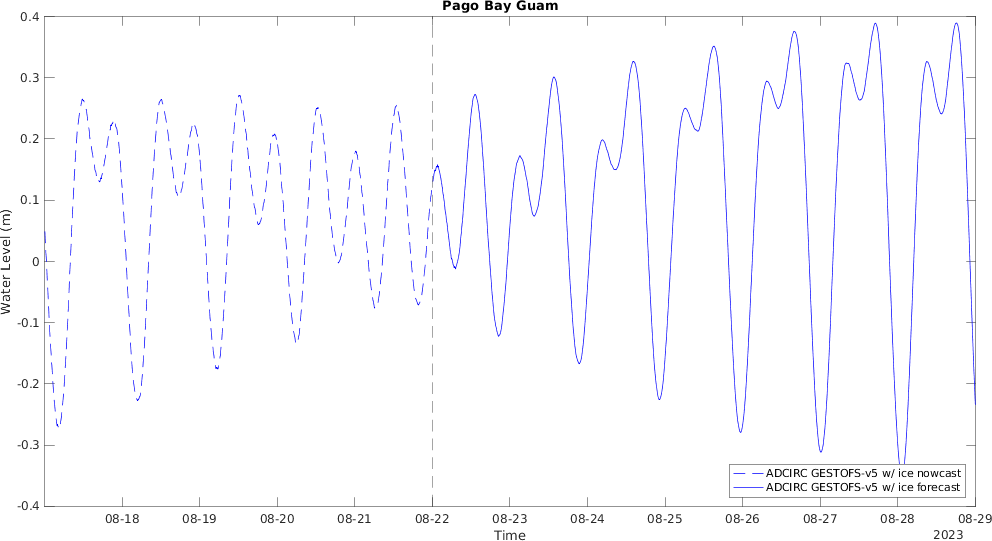 Pago Bay Guam
0.4
0.3
0.2
0.1
0
-0.1
-0.2
-0.3
-0.4
Water Level (m)
ADCIRC GESTOFS-v5 w/ ice nowcast
ADCIRC GESTOFS-v5 w/ ice forecast
08-18 08-19 08-20 08-21 08-22 08-23 08-24 08-25 08-26 08-27 08-28 08-29
Time
2023